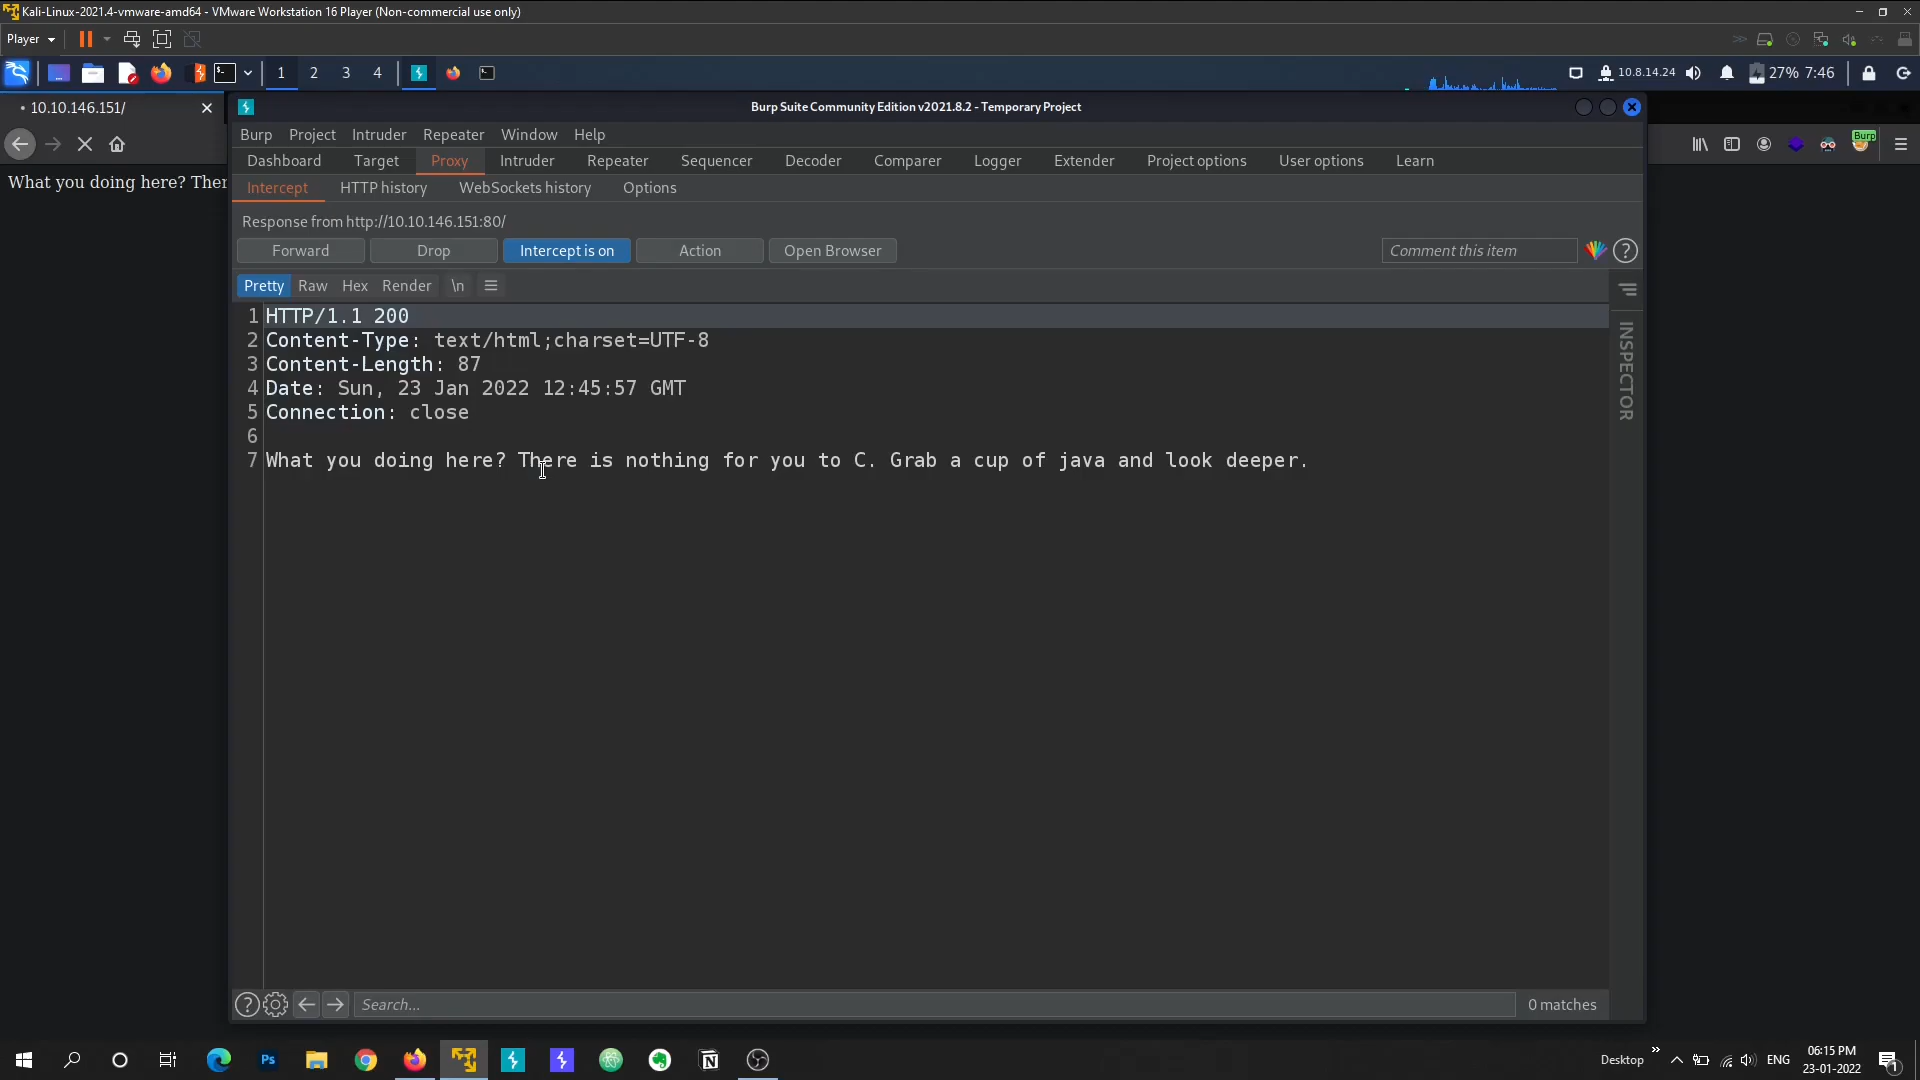 Kali-Linux-2021.4-vmware-amd64 - VMware Workstation 16 Player (Non-commercial use only)
Player
1 2 3 4
10.8.14.24
27% 7:46
10.10.146.151/
Burp Suite Community Edition v2021.8.2 - Temporary Project
Burp Project Intruder Repeater Window Help
Burp
Dashboard Target Proxy Intruder Repeater Sequencer Decoder Comparer Logger Extender Project options User options Learn
What you doing here? Ther
Intercept HTTP history WebSockets history Options
Response from http://10.10.146.151:80/
Forward Drop Intercept is on Action Open Browser Comment this item ?
Pretty Raw Hex Render \n
INSPECTOR
1 HTTP/1.1 200
2 Content-Type: text/html;charset=UTF-8
3 Content-Length: 87
4 Date: Sun, 23 Jan 2022 12:45:57 GMT
5 Connection: close
6
7 What you doing here? There is nothing for you to C. Grab a cup of java and look deeper.
? Search... 0 matches
Ps
N
Desktop » ENG
06:15 PM
23-01-2022
1